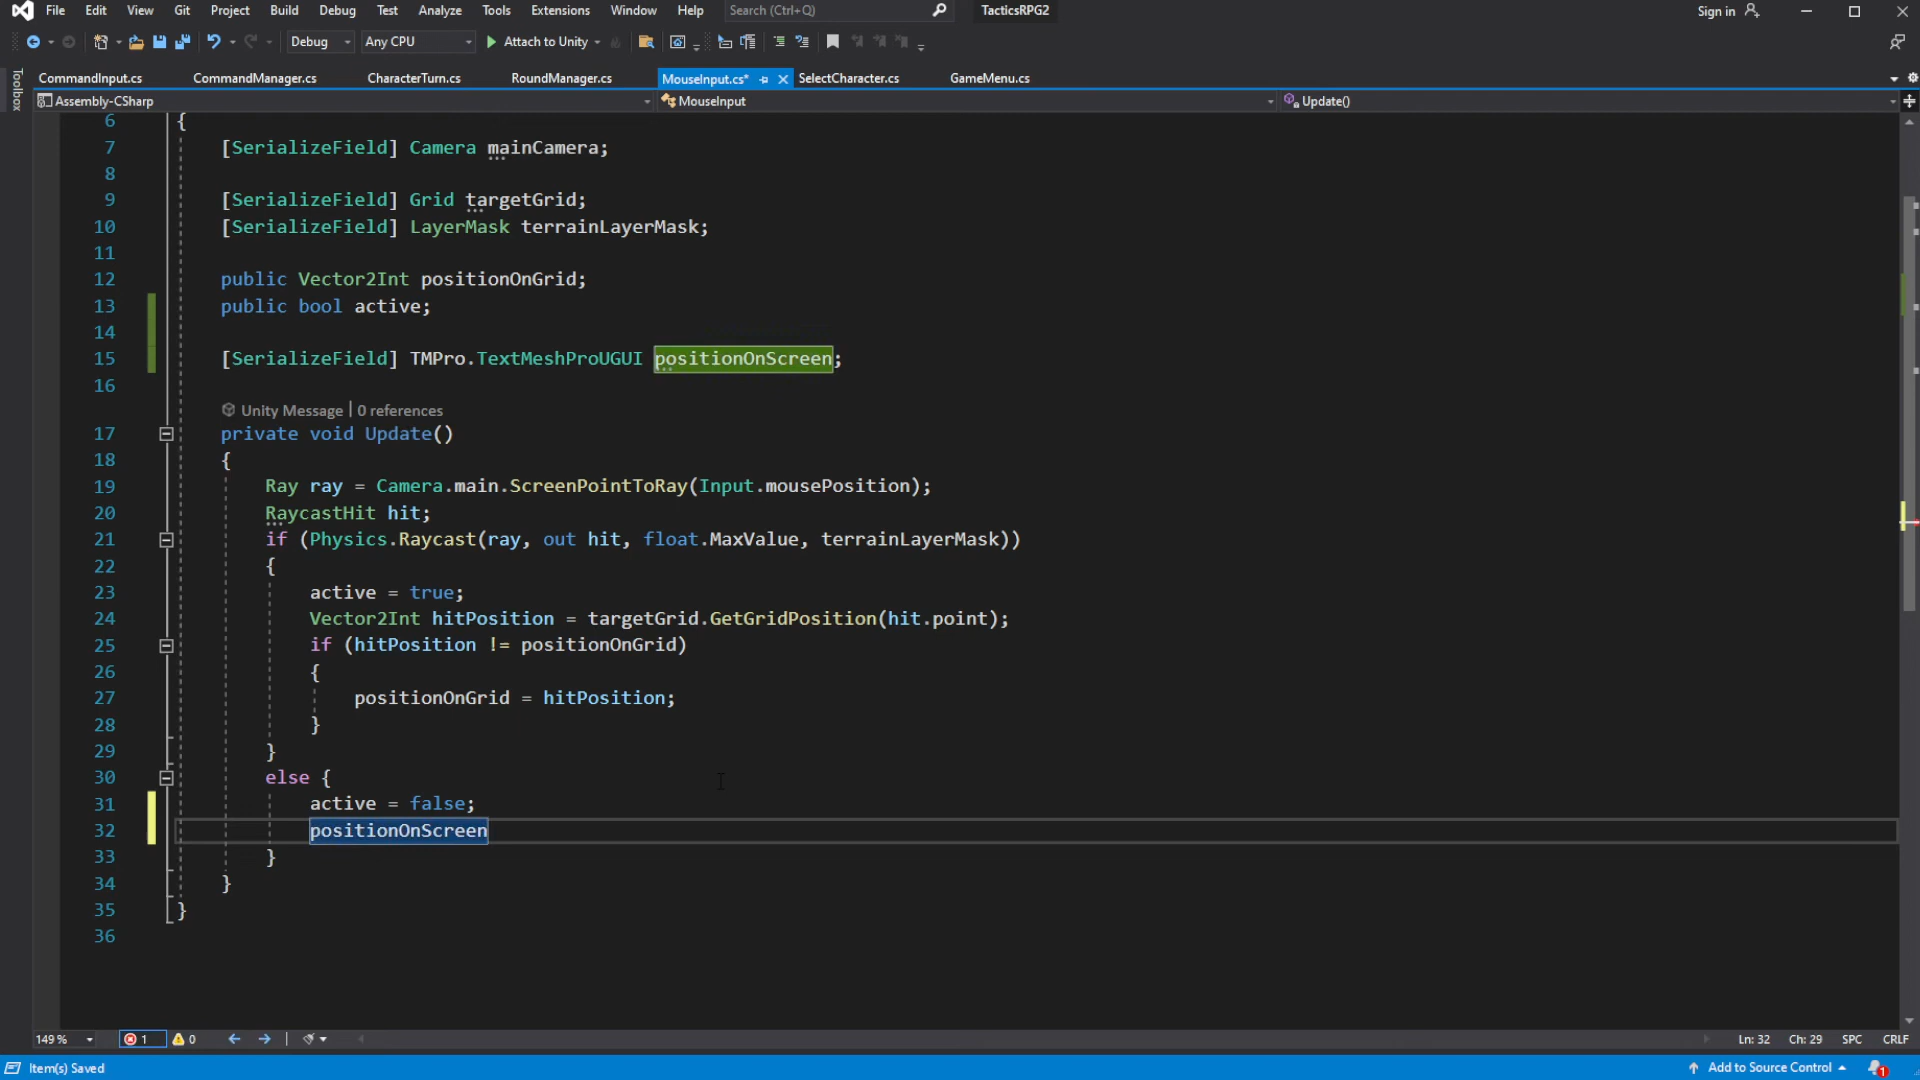 File Edit View Git Project Build Debug Test Analyze Tools Extensions Window Help Search (Ctrl+Q) TacticsRPG2 Sign in
Debug Any CPU Attach to Unity
Toolbox
CommandInput.cs CommandManager.cs CharacterTurn.cs RoundManager.cs MouseInput.cs* SelectCharacter.cs GameMenu.cs
Assembly-CSharp MouseInput Update()
6 {
7 [SerializeField] Camera mainCamera;
8
9 [SerializeField] Grid targetGrid;
10 [SerializeField] LayerMask terrainLayerMask;
11
12 public Vector2Int positionOnGrid;
13 public bool active;
14
15 [SerializeField] TMPro.TextMeshProUGUI positionOnScreen;
16
Unity Message | 0 references
17 private void Update()
18 {
19 Ray ray = Camera.main.ScreenPointToRay(Input.mousePosition);
20 RaycastHit hit;
21 if (Physics.Raycast(ray, out hit, float.MaxValue, terrainLayerMask))
22 {
23 active = true;
24 Vector2Int hitPosition = targetGrid.GetGridPosition(hit.point);
25 if (hitPosition != positionOnGrid)
26 {
27 positionOnGrid = hitPosition;
28 }
29 }
30 else {
31 active = false;
32 positionOnScreen
33 }
34 }
35 }
36
149 % 1 0 Ln: 32 Ch: 29 SPC CRLF
Item(s) Saved Add to Source Control 1